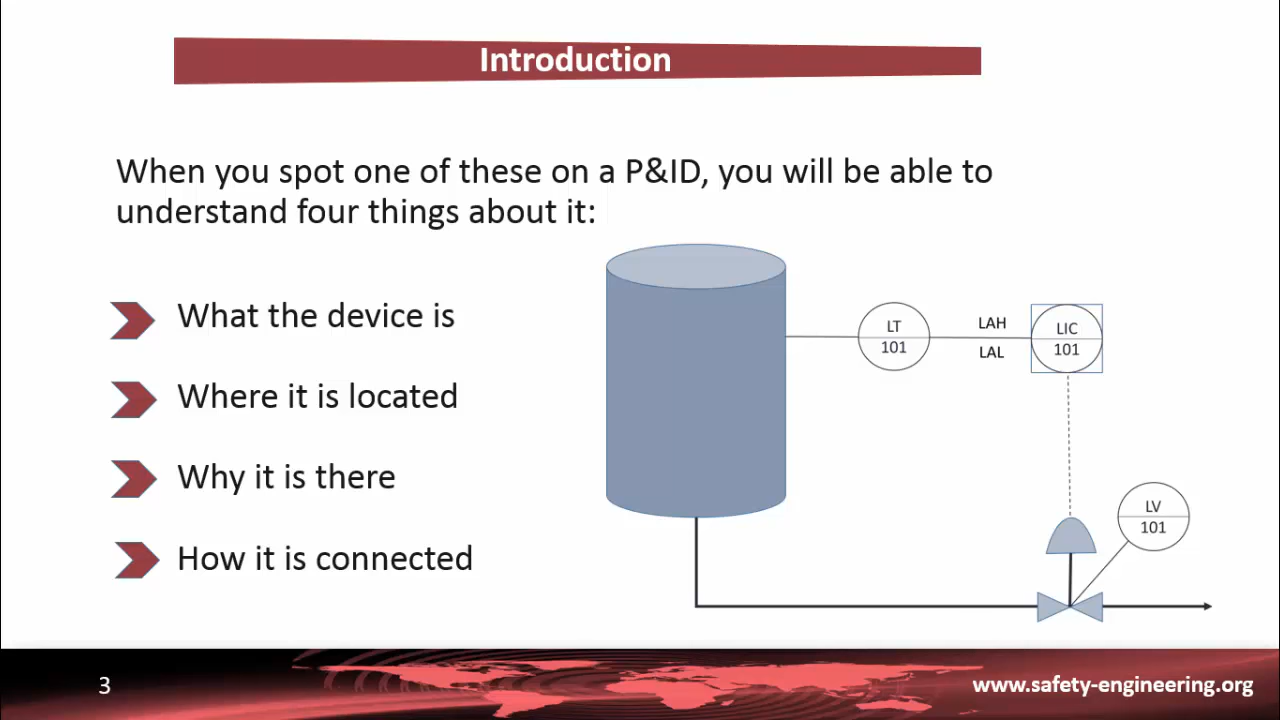 Introduction
When you spot one of these on a P&ID, you will be able to
understand four things about it:
What the device is
Where it is located
Why it is there
How it is connected
LT
101
LAH
LAL
LIC
101
LV
101
3
www.safety-engineering.org